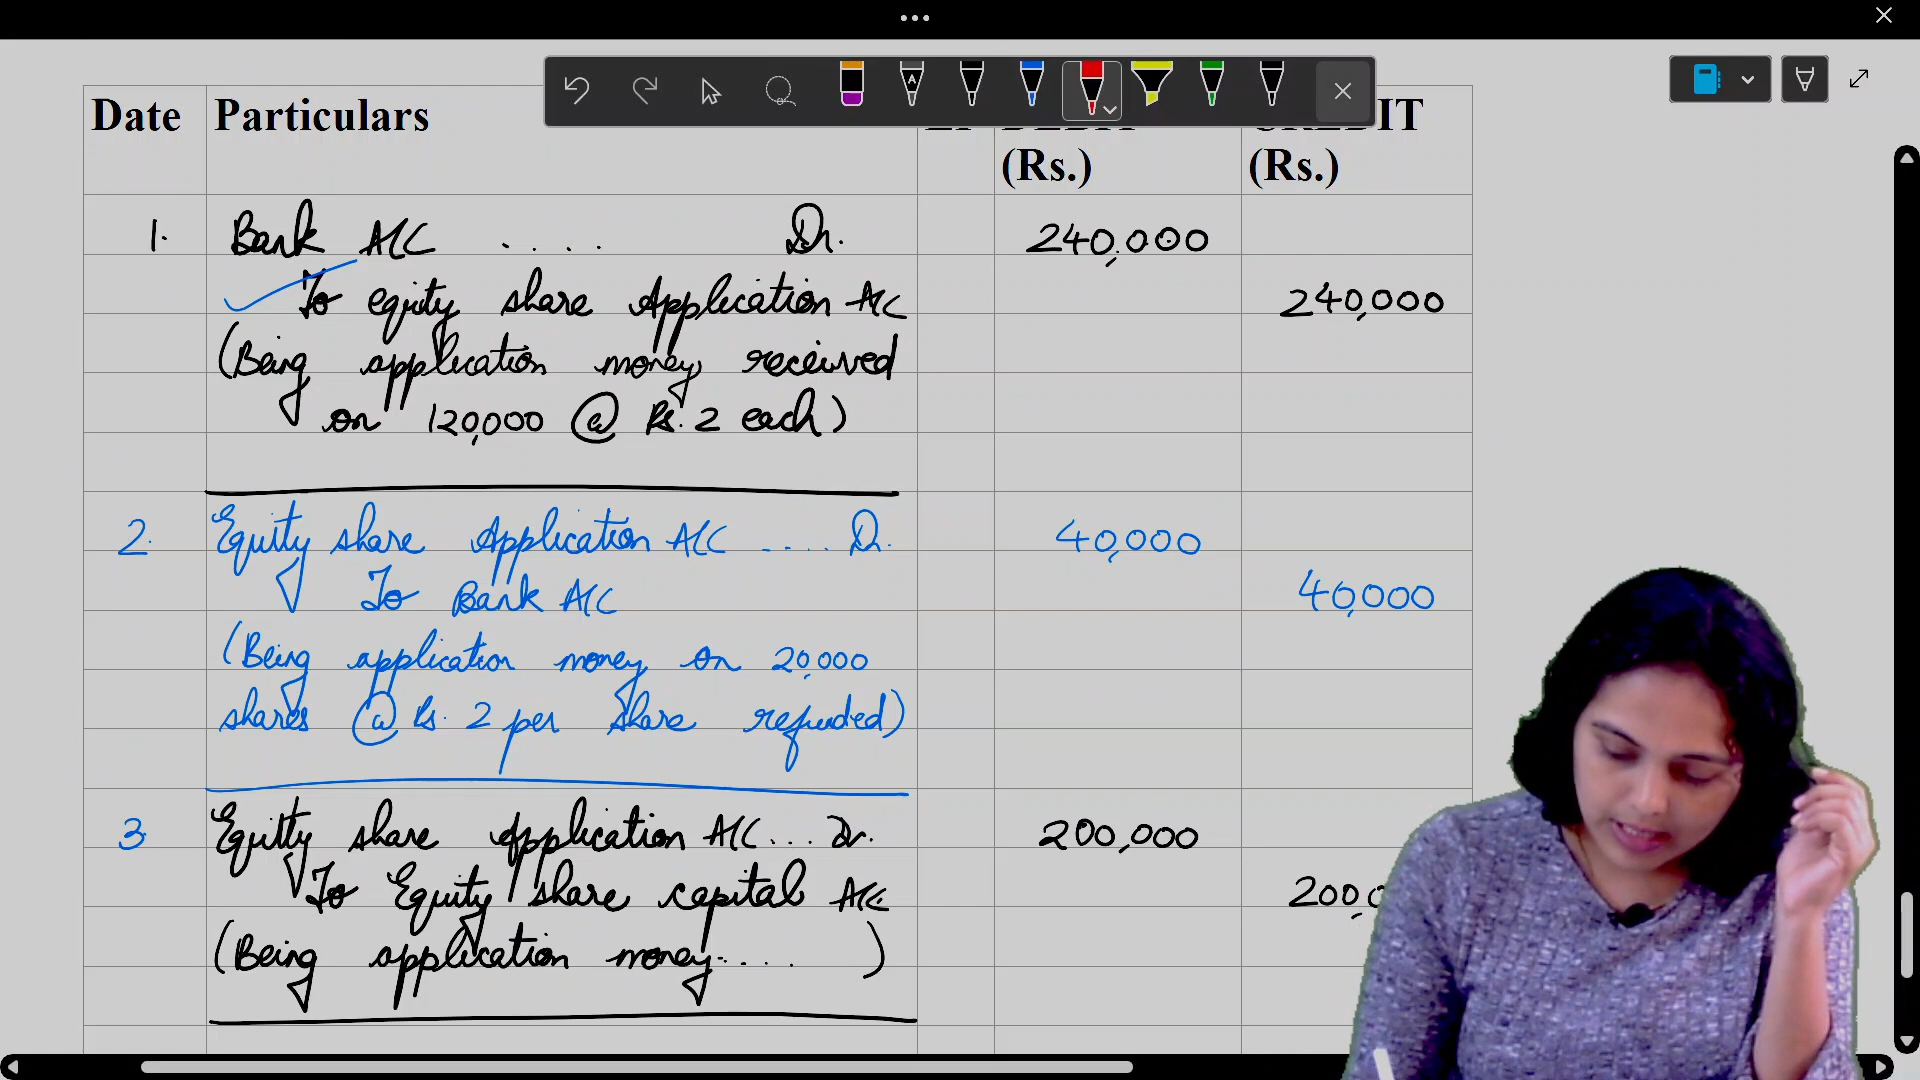 Date Particulars
IT
(Rs.) (Rs.)
1. Bank A/C .... Dr. 240,000
To equity share Application A/C 240,000
(Being application money received
on 120,000 @ Rs. 2 each)
2. Equity share Application A/C .... Dr. 40,000
To Bank A/C 40,000
(Being application money on 20,000
shares @ Rs. 2 per share refuded)
3. Equity share Application A/C... Dr. 200,000
To Equity share capital A/C 200,0
(Being application money.... )